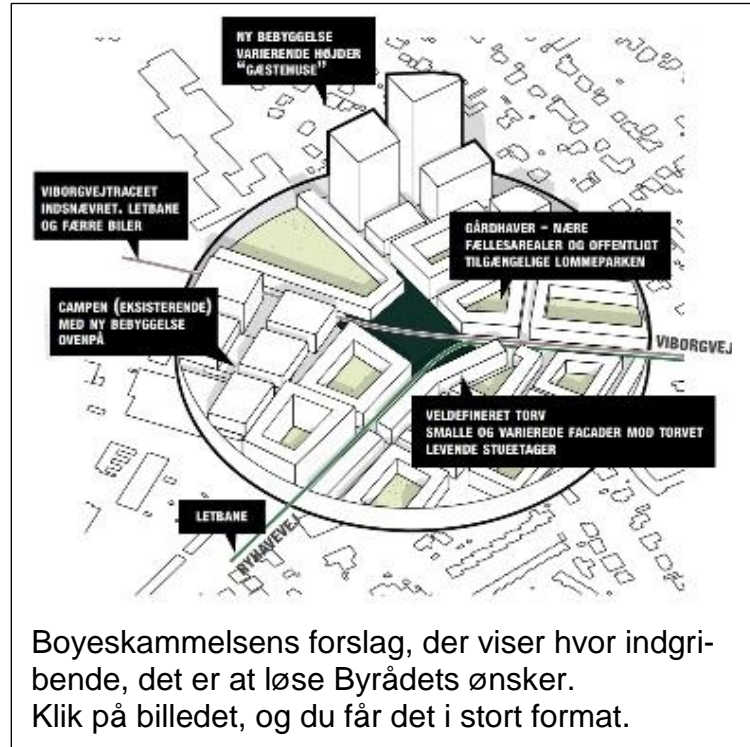 NY BEBYGGELSE
VARIERENDE HØJDER
"GÆSTEHUSE"
VIBORGVEJTRACEET
INDSNÆVRET. LETBANE
OG FÆRRE BILER
GÅRDHAVER – NÆRE
FÆLLESAREALER OG OFFENTLIGT
TILGÆNGELIGE LOMMEPARKEN
CAMPEN (EKSISTERENDE)
MED NY BEBYGGELSE
OVENPÅ
VIBORGVEJ
VELDEFINERET TORV
SMALLE OG VARIEREDE FACADER MOD TORVET
LEVENDE STUEETAGER
LETBANE
RYHAVEVEJ
Boyeskammelsens forslag, der viser hvor indgri-
bende, det er at løse Byrådets ønsker.
Klik på billedet, og du får det i stort format.